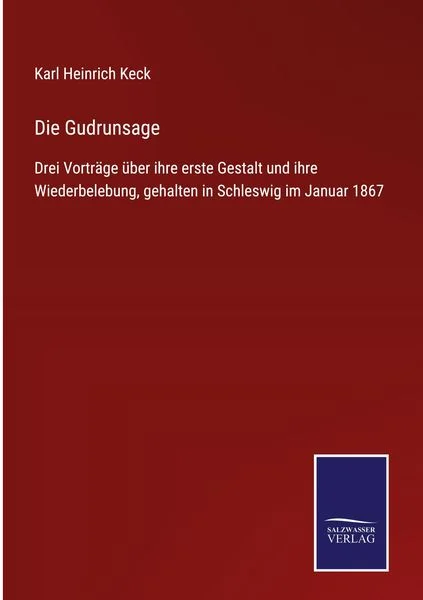 Karl Heinrich Keck
Die Gudrunsage
Drei Vorträge über ihre erste Gestalt und ihre
Wiederbelebung, gehalten in Schleswig im Januar 1867
SALZWASSER
VERLAG